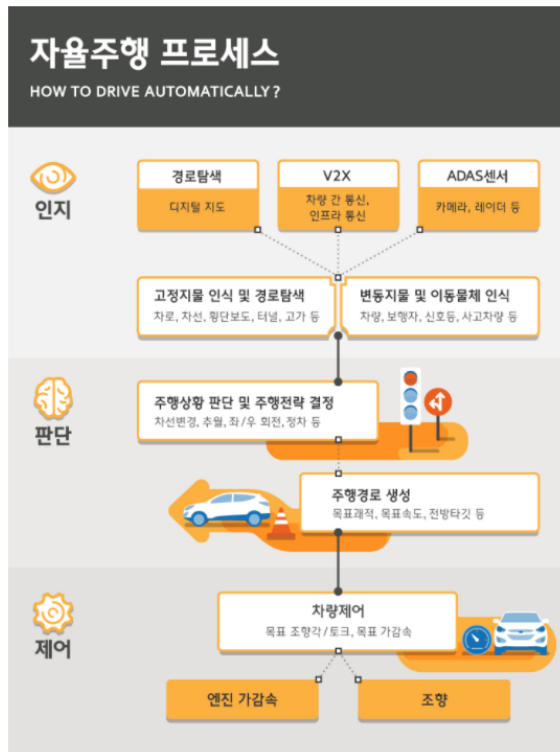 자율주행 프로세스
HOW TO DRIVE AUTOMATICALLY?
인지
경로탐색
디지털 지도
V2X
차량 간 통신,
인프라 통신
ADAS센서
카메라, 레이더 등
고정지물 인식 및 경로탐색
차로, 차선, 횡단보도, 터널, 고가 등
변동지물 및 이동물체 인식
차량, 보행자, 신호등, 사고차량 등
판단
주행상황 판단 및 주행전략 결정
차선변경, 추월, 좌/우 회전, 정차 등
주행경로 생성
목표궤적, 목표속도, 전방타깃 등
제어
차량제어
목표 조향각/토크, 목표 가감속
엔진 가감속
조향